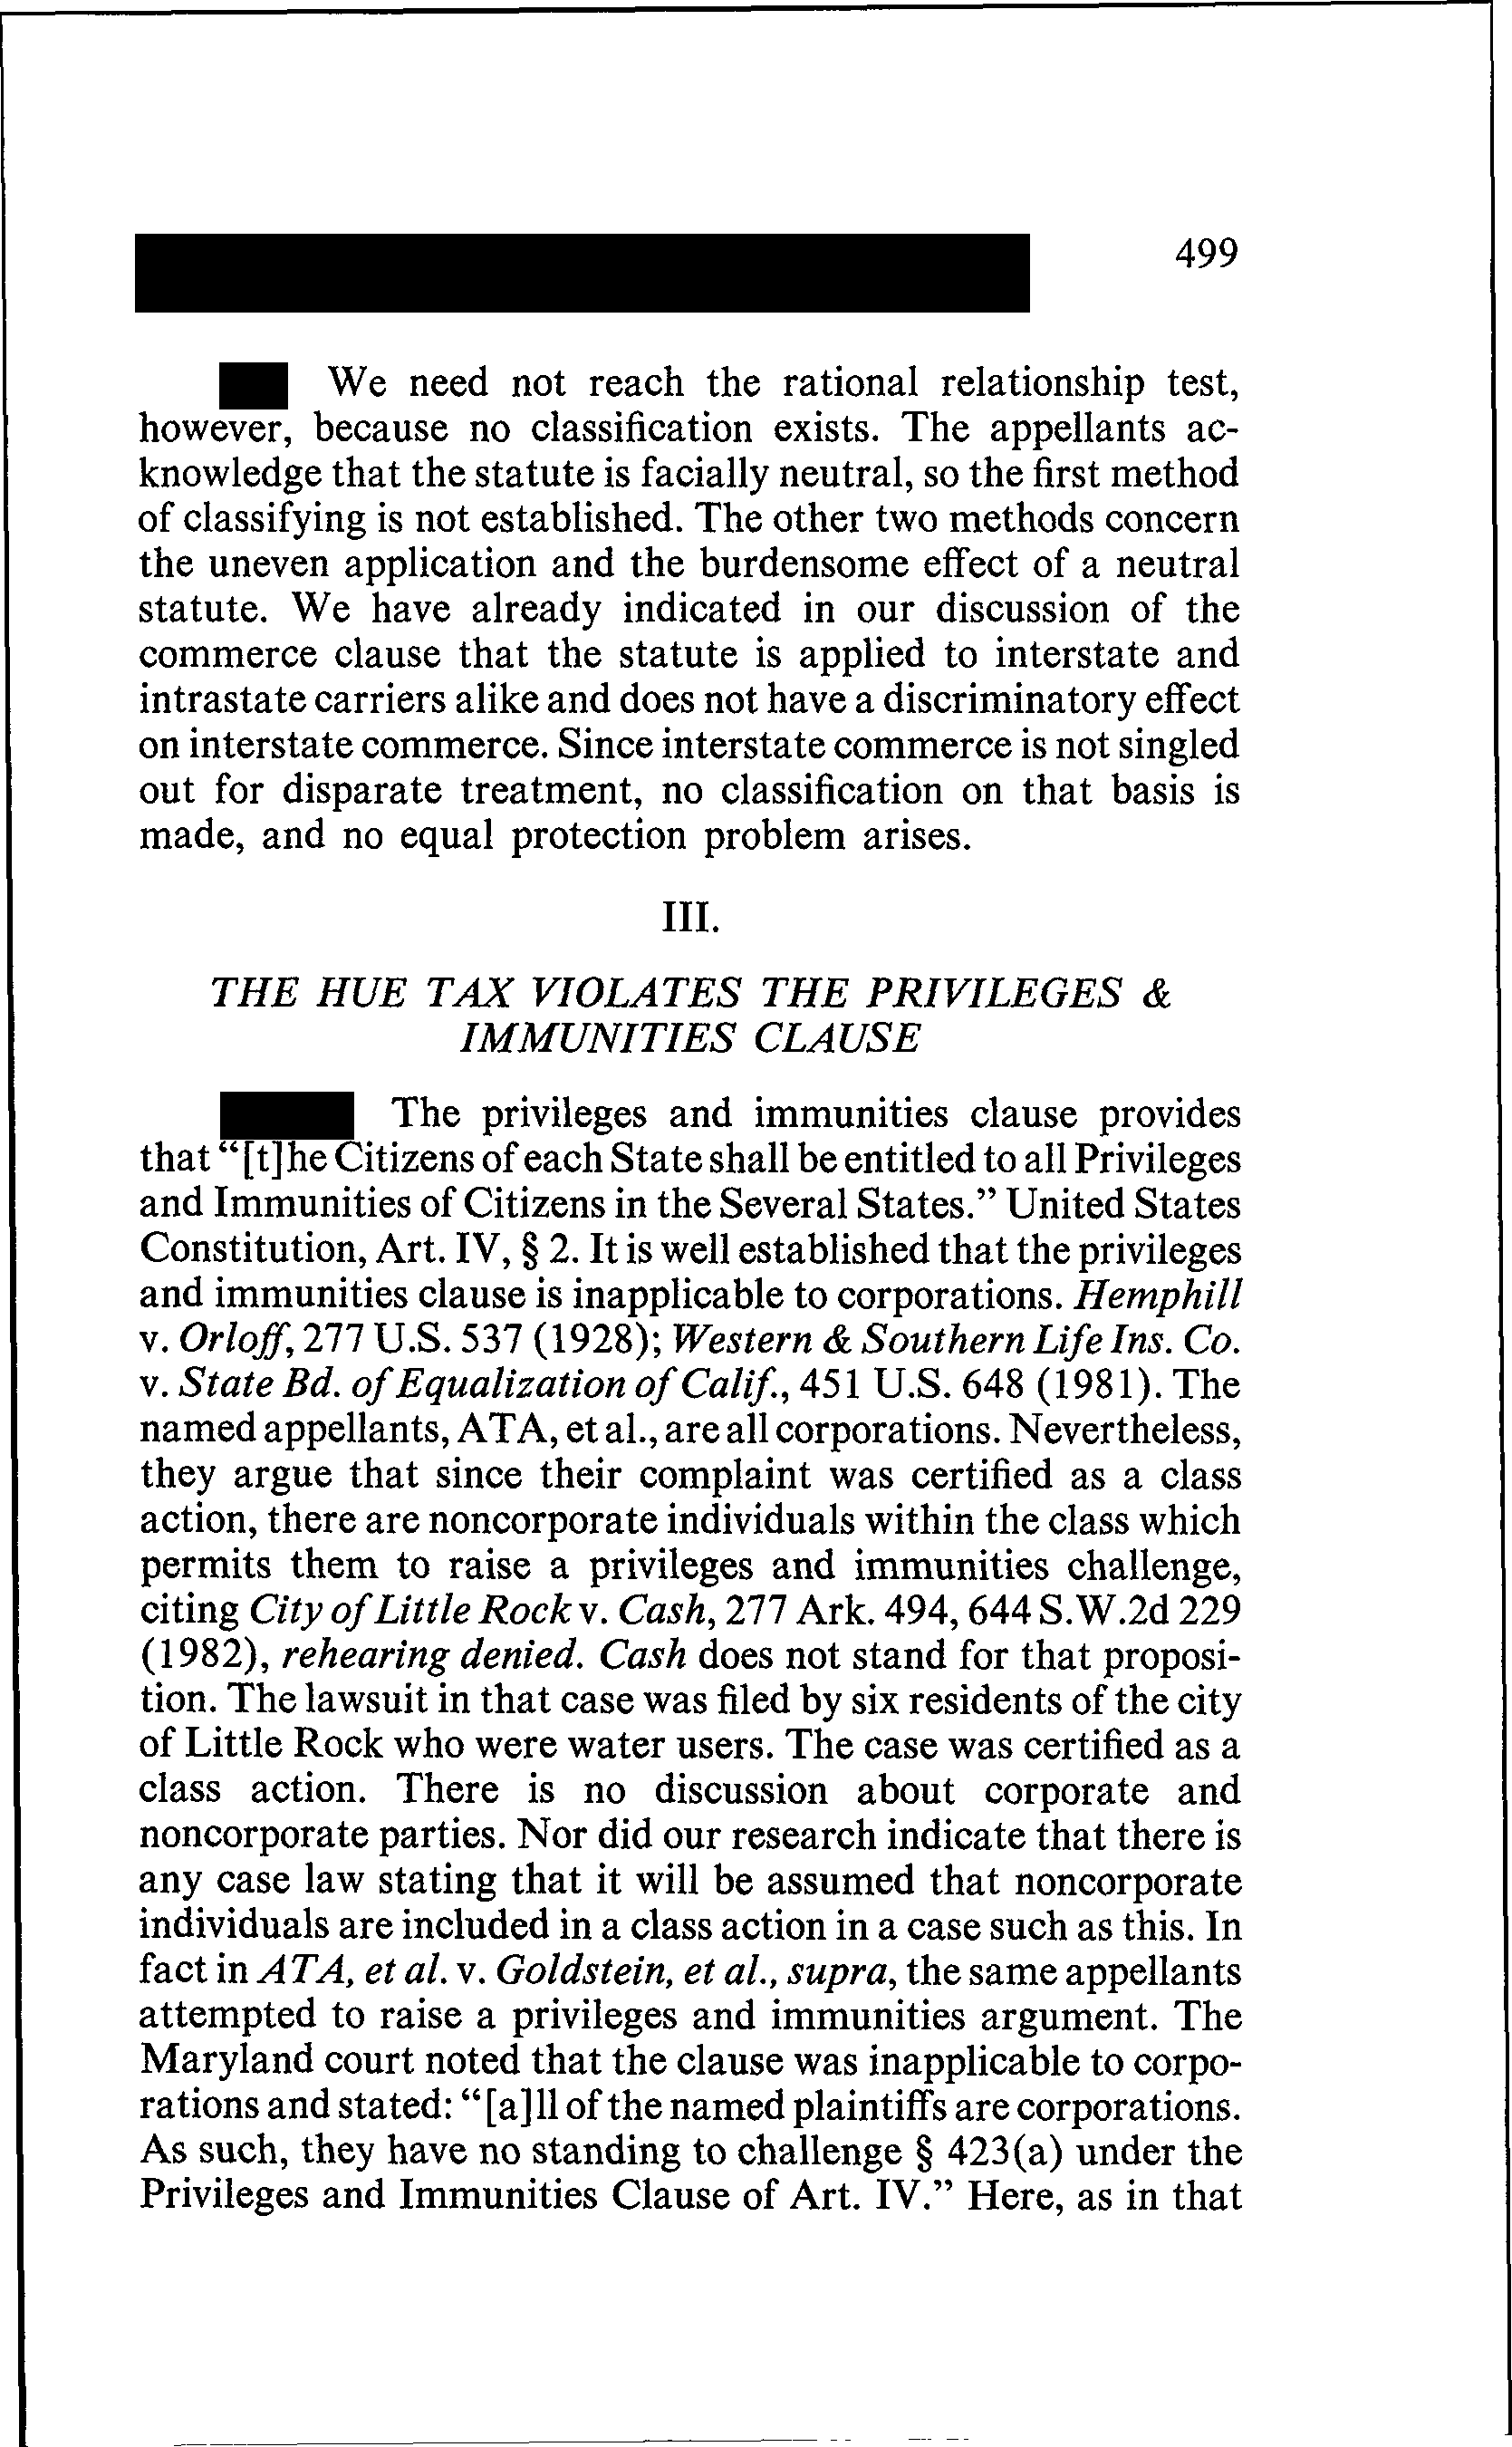 499
We need not reach the rational relationship test,
however, because no classification exists. The appellants ac-
knowledge that the statute is facially neutral, so the first method
of classifying is not established. The other two methods concern
the uneven application and the burdensome effect of a neutral
statute. We have already indicated in our discussion of the
commerce clause that the statute is applied to interstate and
intrastate carriers alike and does not have a discriminatory effect
on interstate commerce. Since interstate commerce is not singled
out for disparate treatment, no classification on that basis is
made, and no equal protection problem arises.
III.
THE HUE TAX VIOLATES THE PRIVILEGES &
IMMUNITIES CLAUSE
The privileges and immunities clause provides
that “[t]he Citizens of each State shall be entitled to all Privileges
and Immunities of Citizens in the Several States.” United States
Constitution, Art. IV, § 2. It is well established that the privileges
and immunities clause is inapplicable to corporations. Hemphill
v. Orloff, 277 U.S. 537 (1928); Western & Southern Life Ins. Co.
v. State Bd. of Equalization of Calif., 451 U.S. 648 (1981). The
named appellants, ATA, et al., are all corporations. Nevertheless,
they argue that since their complaint was certified as a class
action, there are noncorporate individuals within the class which
permits them to raise a privileges and immunities challenge,
citing City of Little Rock v. Cash, 277 Ark. 494, 644 S.W.2d 229
(1982), rehearing denied. Cash does not stand for that proposi-
tion. The lawsuit in that case was filed by six residents of the city
of Little Rock who were water users. The case was certified as a
class action. There is no discussion about corporate and
noncorporate parties. Nor did our research indicate that there is
any case law stating that it will be assumed that noncorporate
individuals are included in a class action in a case such as this. In
fact in ATA, et al. v. Goldstein, et al., supra, the same appellants
attempted to raise a privileges and immunities argument. The
Maryland court noted that the clause was inapplicable to corpo-
rations and stated: “[a]ll of the named plaintiffs are corporations.
As such, they have no standing to challenge § 423(a) under the
Privileges and Immunities Clause of Art. IV.” Here, as in that